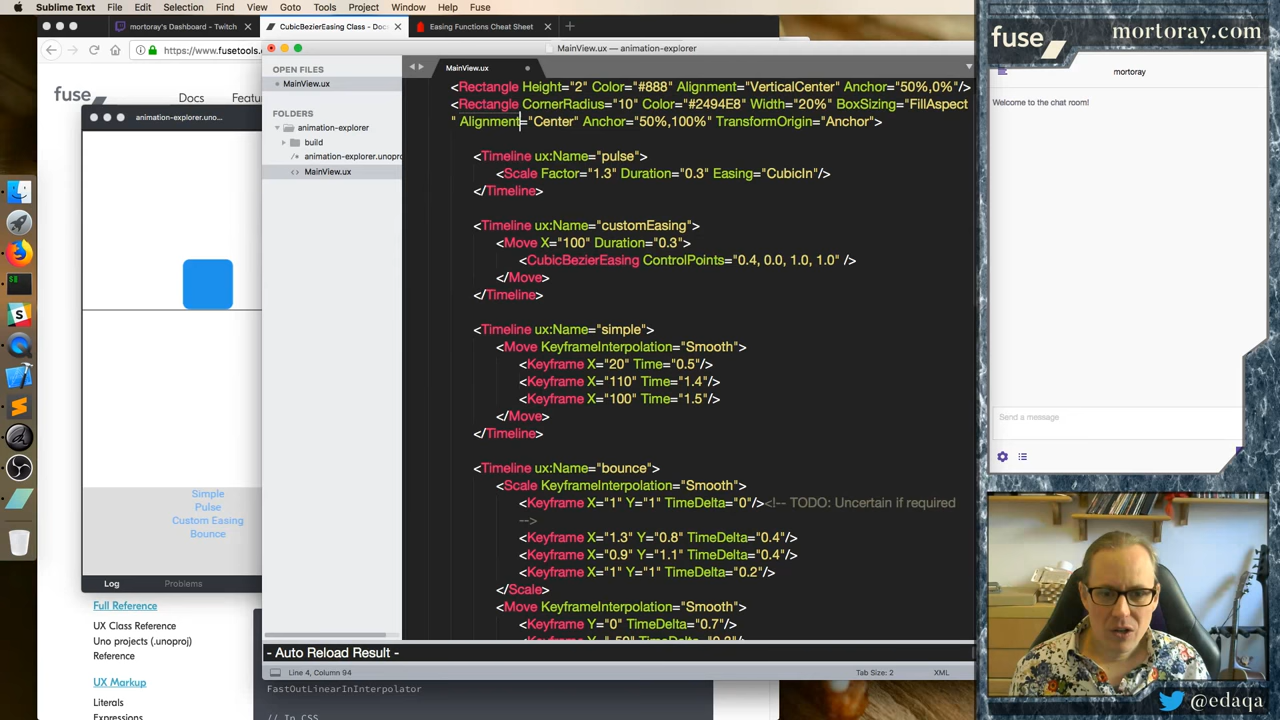 Sublime Text File Edit Selection Find View Goto Tools Project Window Help Fuse
mortoray's Dashboard - Twitch
CubicBezierEasing Class - Doc
Easing Functions Cheat Sheet
https://www.fusetools
MainView.ux — animation-explorer
fuse
Docs Featur
animation-explorer.uno...
OPEN FILES
MainView.ux
FOLDERS
animation-explorer
build
animation-explorer.unopro
MainView.ux
MainView.ux
<Rectangle Height="2" Color="#888" Alignment="VerticalCenter" Anchor="50%,0%"/>
<Rectangle CornerRadius="10" Color="#2494E8" Width="20%" BoxSizing="FillAspect
" Alignment="Center" Anchor="50%,100%" TransformOrigin="Anchor">
<Timeline ux:Name="pulse">
<Scale Factor="1.3" Duration="0.3" Easing="CubicIn"/>
</Timeline>
<Timeline ux:Name="customEasing">
<Move X="100" Duration="0.3">
<CubicBezierEasing ControlPoints="0.4, 0.0, 1.0, 1.0" />
</Move>
</Timeline>
<Timeline ux:Name="simple">
<Move KeyframeInterpolation="Smooth">
<Keyframe X="20" Time="0.5"/>
<Keyframe X="110" Time="1.4"/>
<Keyframe X="100" Time="1.5"/>
</Move>
</Timeline>
<Timeline ux:Name="bounce">
<Scale KeyframeInterpolation="Smooth">
<Keyframe X="1" Y="1" TimeDelta="0"/><!-- TODO: Uncertain if required
-->
<Keyframe X="1.3" Y="0.8" TimeDelta="0.4"/>
<Keyframe X="0.9" Y="1.1" TimeDelta="0.4"/>
<Keyframe X="1" Y="1" TimeDelta="0.2"/>
</Scale>
<Move KeyframeInterpolation="Smooth">
<Keyframe Y="0" TimeDelta="0.7"/>
Simple
Pulse
Custom Easing
Bounce
Log
Problems
Full Reference
UX Class Reference
Uno projects (.unoproj)
Reference
UX Markup
Literals
Expressions
- Auto Reload Result -
Line 4, Column 94
Tab Size: 2
XML
FastOutLinearInInterpolator
// In CSS
fuse
mortoray.com
mortoray
Welcome to the chat room!
Send a message
@edaqa